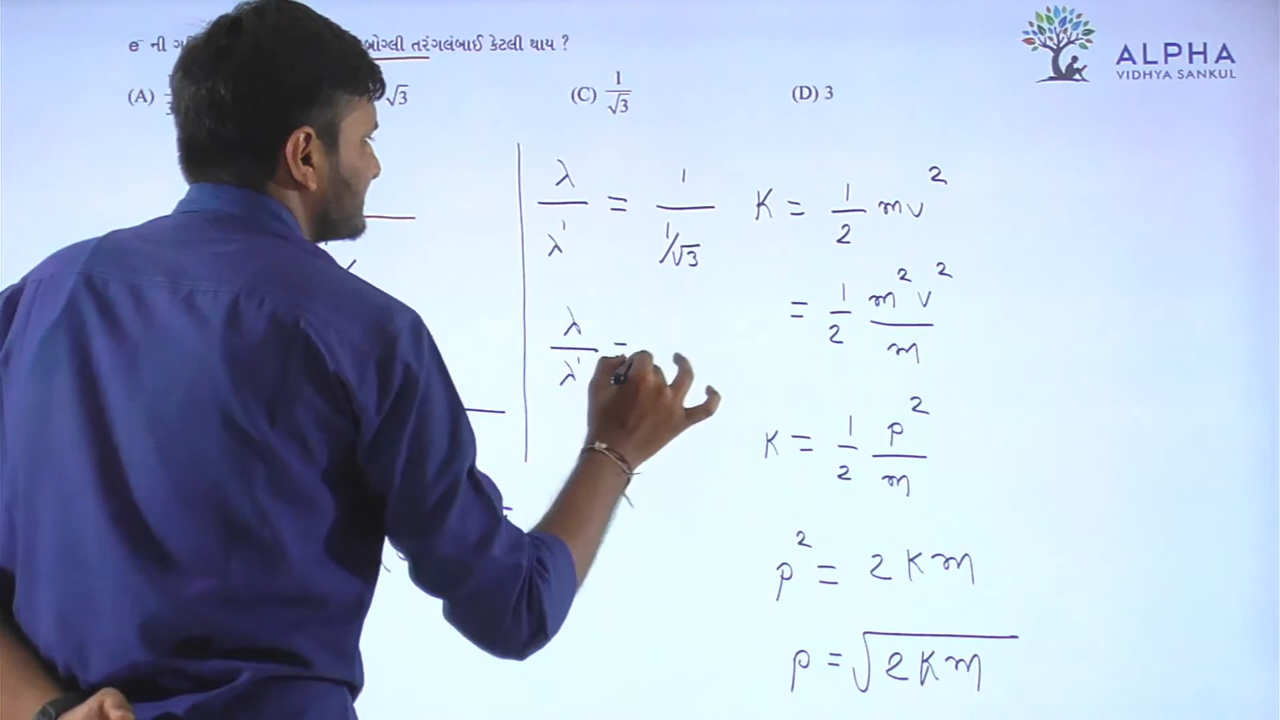 e⁻ ની
તરંગલંબાઈ કેટલી થાય ?
(A)
√3
(C) 1/√3
(D) 3
ALPHA
VIDHYA SANKUL
λ/λ' = 1/(1/√3)
λ/λ' =
K = 1/2 mv²
= 1/2 m²v²/m
K = 1/2 p²/m
p² = 2Km
p = √2Km